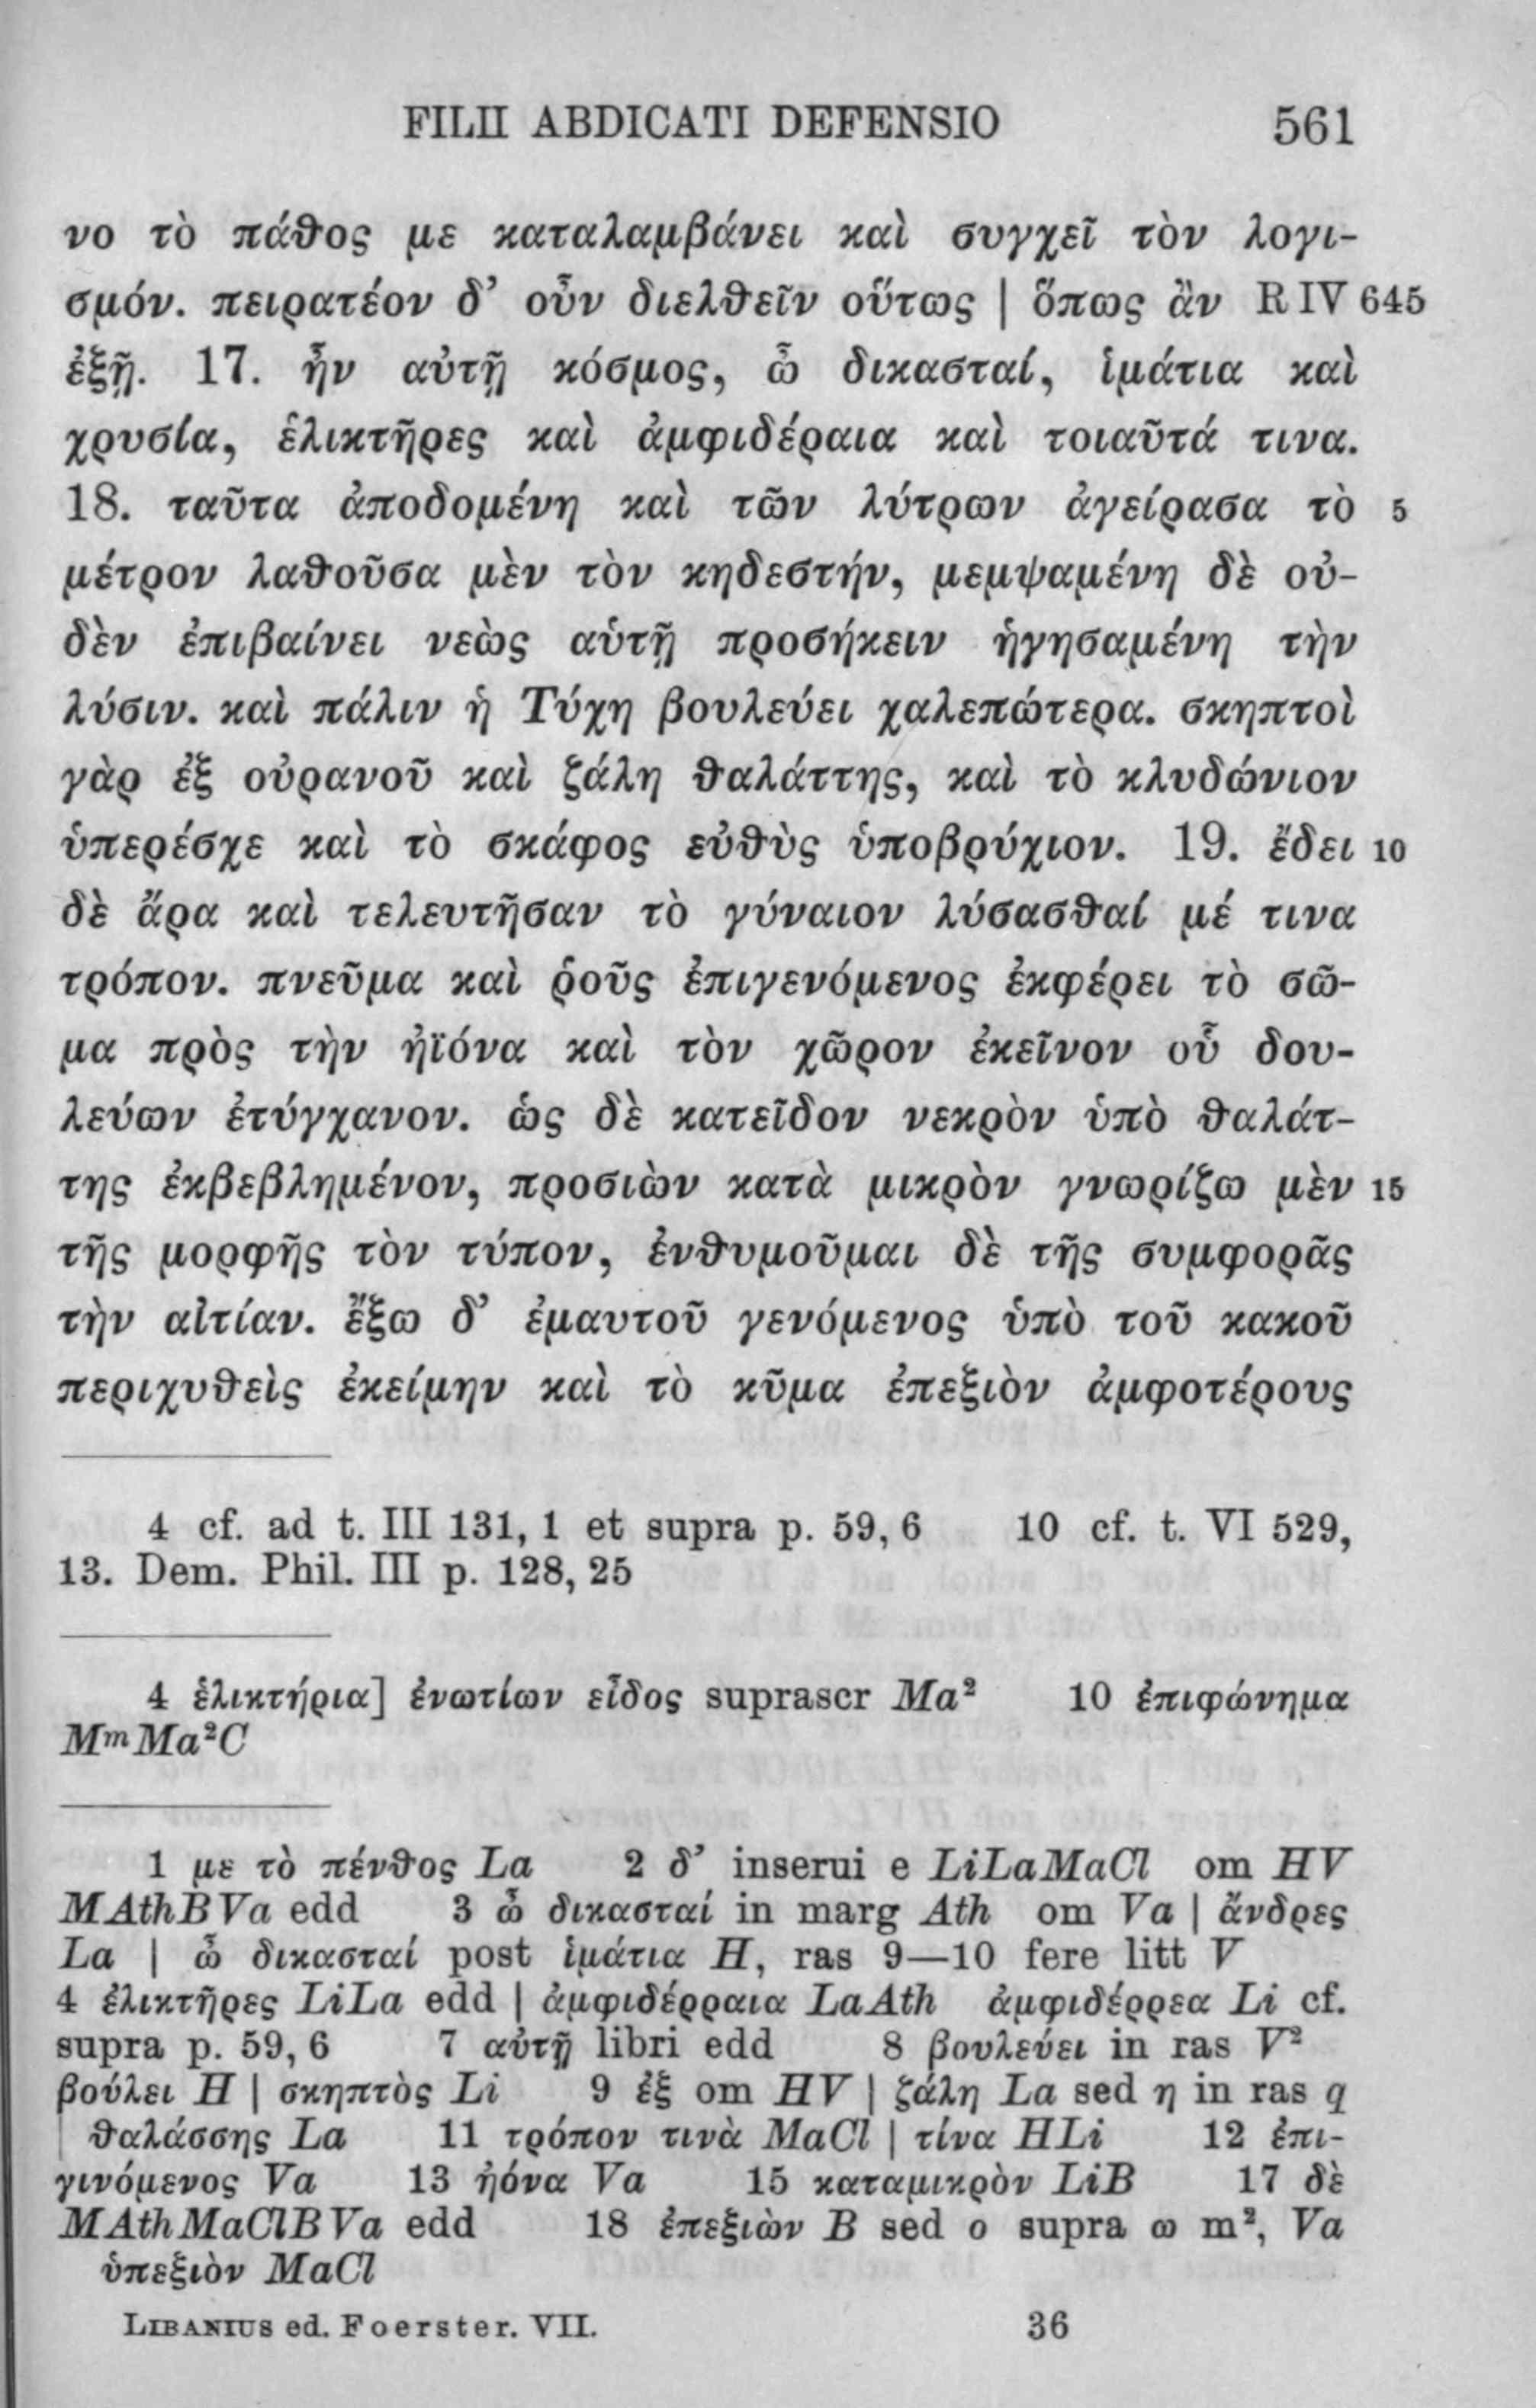 FILII ABDICATI DEFENSIO 561
νο τὸ πάθος με καταλαμβάνει καὶ συγχεῖ τὸν λογι-
σμόν. πειρατέον δ’ οὖν διελθεῖν οὕτως | ὅπως ἂν R IV 645
ἐξῇ. 17. ἦν αὐτῇ κόσμος, ὦ δικασταί, ἱμάτια καὶ
χρυσία, ἑλικτῆρες καὶ ἀμφιδέραια καὶ τοιαῦτά τινα.
18. ταῦτα ἀποδομένη καὶ τῶν λύτρων ἀγείρασα τὸ 5
μέτρον λαθοῦσα μὲν τὸν κηδεστήν, μεμψαμένη δὲ οὐ-
δὲν ἐπιβαίνει νεὼς αὑτῇ προσήκειν ἡγησαμένη τὴν
λύσιν. καὶ πάλιν ἡ Τύχη βουλεύει χαλεπώτερα. σκηπτοὶ
γὰρ ἐξ οὐρανοῦ καὶ ζάλη θαλάττης, καὶ τὸ κλυδώνιον
ὑπερέσχε καὶ τὸ σκάφος εὐθὺς ὑποβρύχιον. 19. ἔδει 10
δὲ ἄρα καὶ τελευτῆσαν τὸ γύναιον λύσασθαί μέ τινα
τρόπον. πνεῦμα καὶ ῥοῦς ἐπιγενόμενος ἐκφέρει τὸ σῶ-
μα πρὸς τὴν ἠϊόνα καὶ τὸν χῶρον ἐκεῖνον οὗ δου-
λεύων ἐτύγχανον. ὡς δὲ κατεῖδον νεκρὸν ὑπὸ θαλάτ-
της ἐκβεβλημένον, προσιὼν κατὰ μικρὸν γνωρίζω μὲν 15
τῆς μορφῆς τὸν τύπον, ἐνθυμοῦμαι δὲ τῆς συμφορᾶς
τὴν αἰτίαν. ἔξω δ’ ἐμαυτοῦ γενόμενος ὑπὸ τοῦ κακοῦ
περιχυθεὶς ἐκείμην καὶ τὸ κῦμα ἐπεξιὸν ἀμφοτέρους
4 cf. ad t. III 131, 1 et supra p. 59, 6 10 cf. t. VI 529,
13. Dem. Phil. III p. 128, 25
4 ἑλικτήρια] ἐνωτίων εἶδος suprascr Ma² 10 ἐπιφώνημα
MᵐMa²C
1 με τὸ πένθος La 2 δ’ inserui e LiLaMaCl om HV
MAthBVa edd 3 ὦ δικασταί in marg Ath om Va | ἄνδρες
La | ὦ δικασταί post ἱμάτια H, ras 9—10 fere litt V
4 ἐλικτῆρες LiLa edd | ἀμφιδέρραια LaAth ἀμφιδέρρεα Li cf.
supra p. 59, 6 7 αὐτῇ libri edd 8 βουλεύει in ras V²
βούλει H | σκηπτὸς Li 9 ἐξ om HV | ζάλη La sed η in ras q
| θαλάσσης La 11 τρόπον τινὰ MaCl | τίνα HLi 12 ἐπι-
γινόμενος Va 13 ἠόνα Va 15 καταμικρὸν LiB 17 δὲ
MAthMaClBVa edd 18 ἐπεξιὼν B sed ο supra ω m², Va
ὑπεξιὸν MaCl
LIBANIUS ed. Foerster. VII. 36